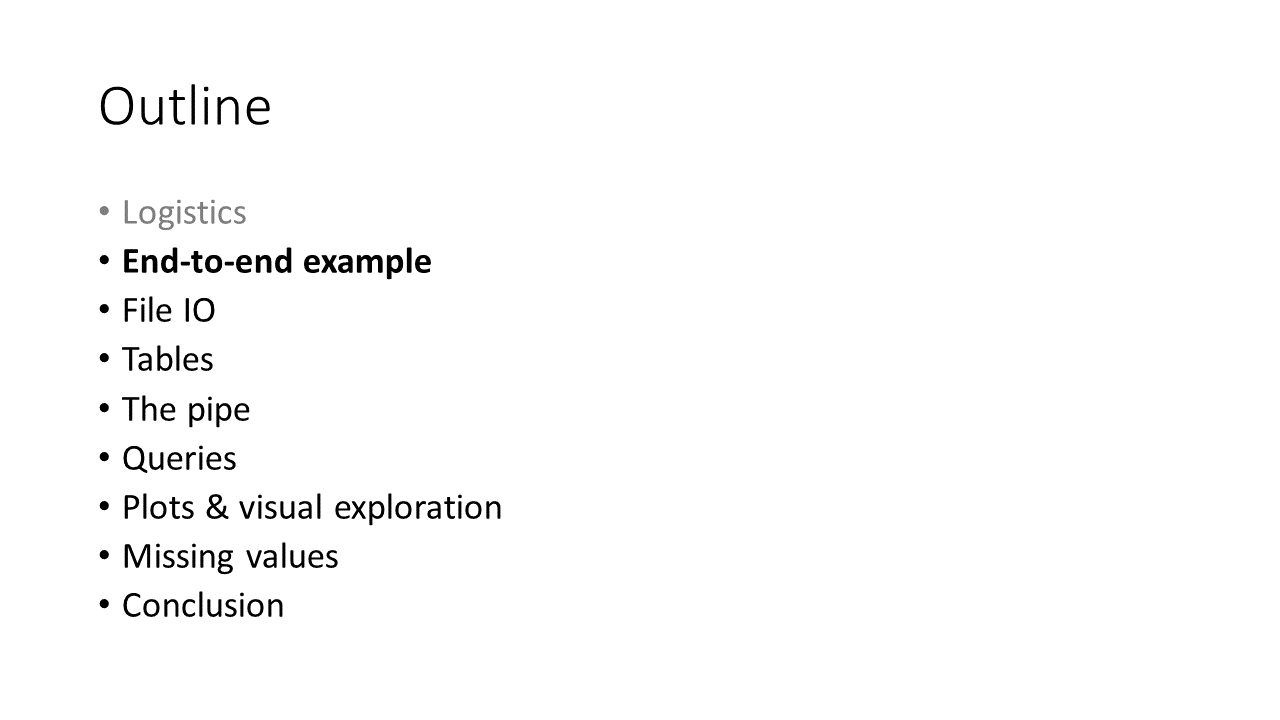 Outline
• Logistics
• End-to-end example
• File IO
• Tables
• The pipe
• Queries
• Plots & visual exploration
• Missing values
• Conclusion